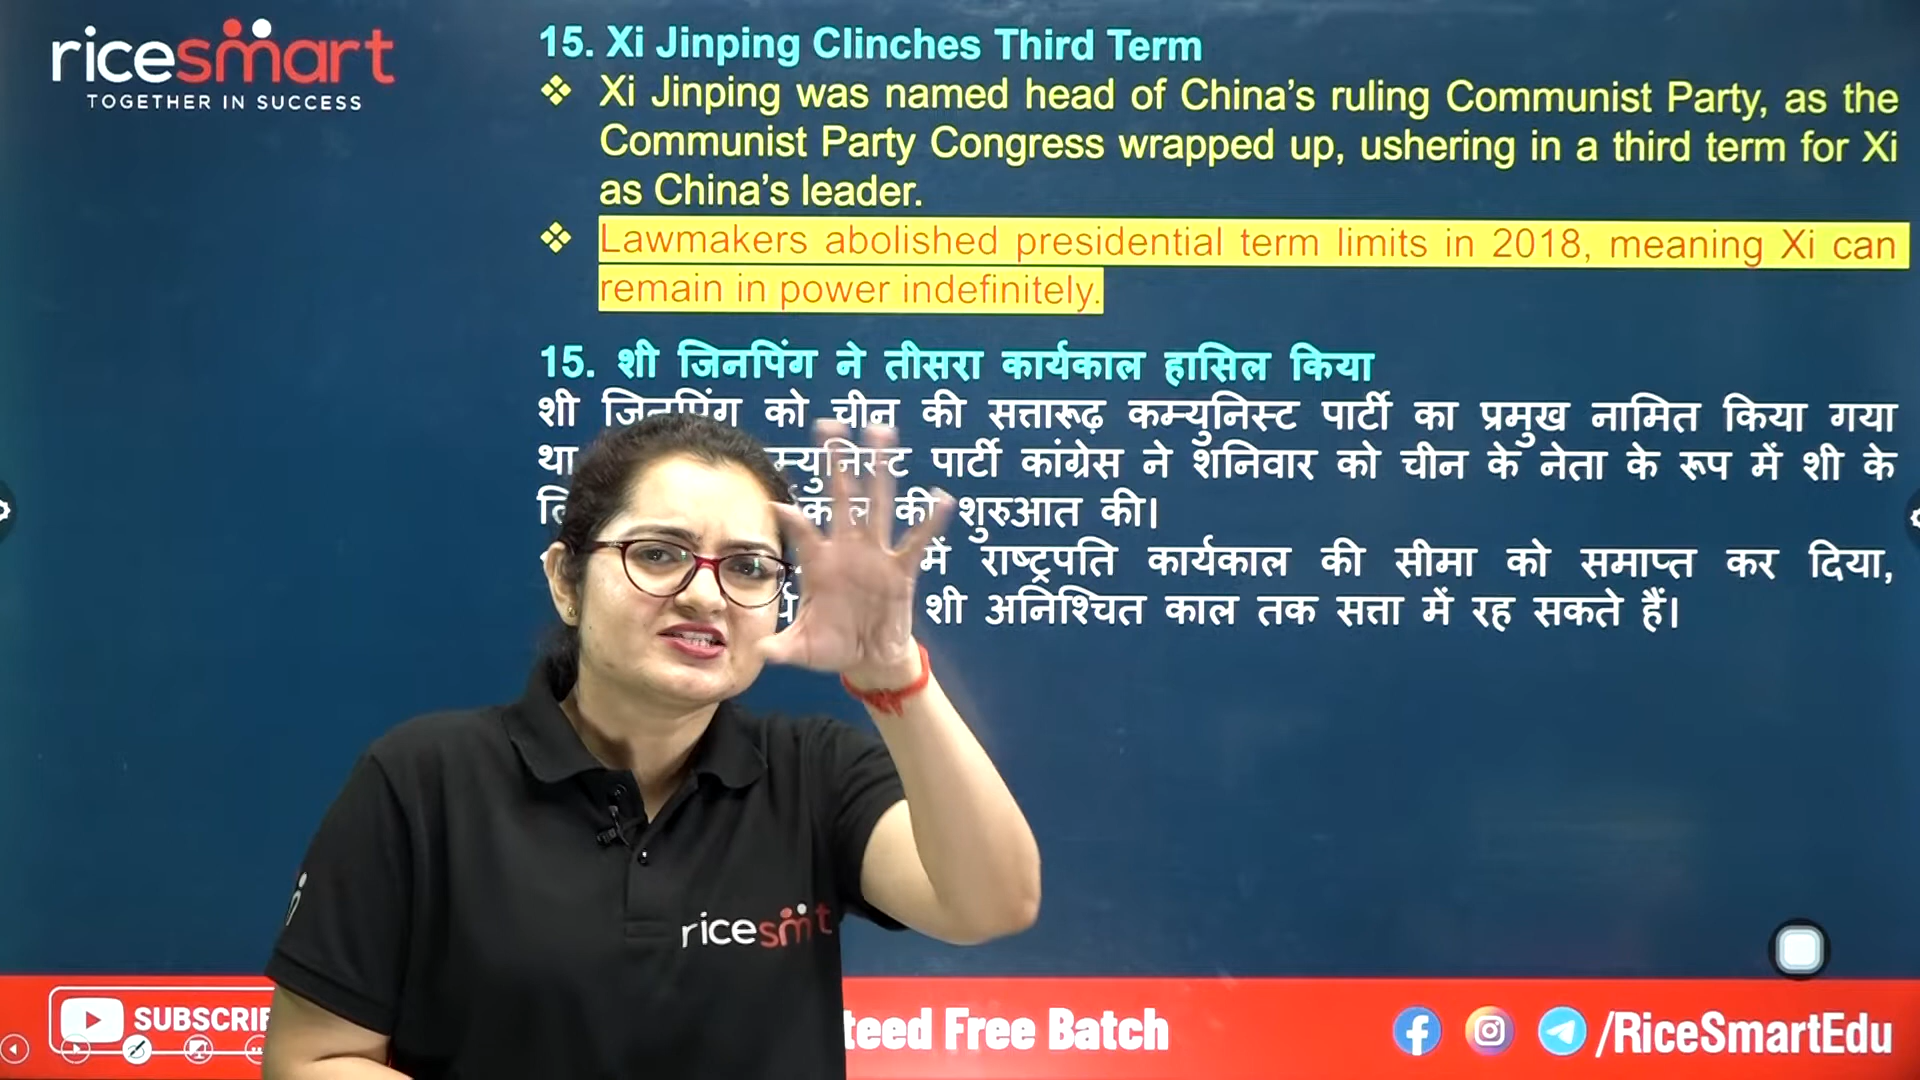 ricesmart
TOGETHER IN SUCCESS
15. Xi Jinping Clinches Third Term
❖ Xi Jinping was named head of China’s ruling Communist Party, as the
Communist Party Congress wrapped up, ushering in a third term for Xi
as China’s leader.
❖ Lawmakers abolished presidential term limits in 2018, meaning Xi can
remain in power indefinitely.
15. शी जिनपिंग ने तीसरा कार्यकाल हासिल किया
शी जिनपिंग को चीन की सत्तारूढ़ कम्युनिस्ट पार्टी का प्रमुख नामित किया गया
था पार्टी कांग्रेस ने शनिवार को चीन के नेता के रूप में शी के
की शुरुआत की।
में राष्ट्रपति कार्यकाल की सीमा को समाप्त कर दिया,
शी अनिश्चित काल तक सत्ता में रह सकते हैं।
ricesm t
Free Batch
/RiceSmartEdu